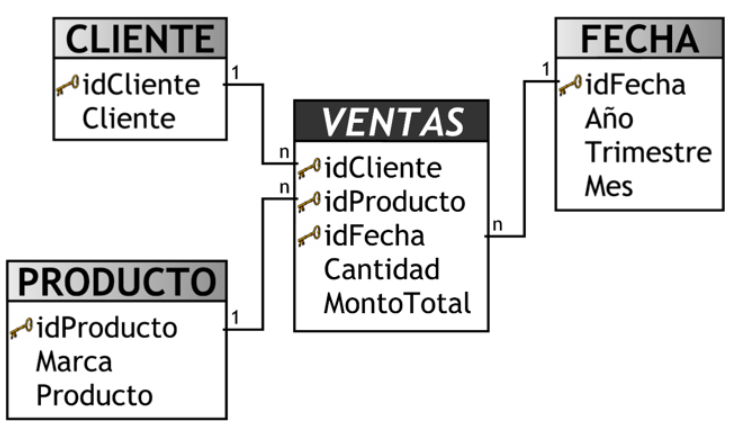 CLIENTE
idCliente
Cliente
1
n
VENTAS
idCliente
idProducto
idFecha
Cantidad
MontoTotal
n
n
1
FECHA
idFecha
Año
Trimestre
Mes
PRODUCTO
idProducto
Marca
Producto
1